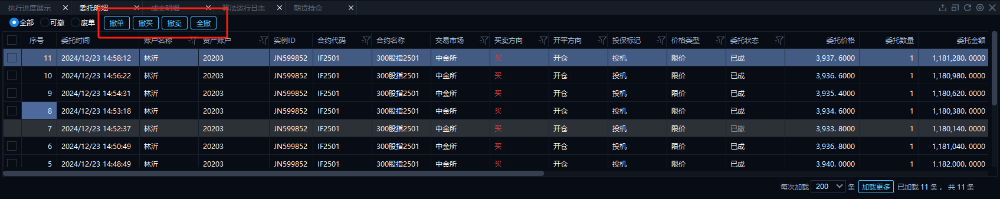 执行进度展示 委托明细 成交明细 算法运行日志 期货持仓
全部 可撤 废单 撤单 撤买 撤卖 全撤
序号 委托时间 账户名称 资产账户 实例ID 合约代码 合约名称 交易市场 买卖方向 开平方向 投保标记 价格类型 委托状态 委托价格 委托数量 委托金额
11 2024/12/23 14:58:12 林沂 20203 JN599852 IF2501 300股指2501 中金所 买 开仓 投机 限价 已成 3,937.6000 1 1,181,280.0000
10 2024/12/23 14:56:22 林沂 20203 JN599852 IF2501 300股指2501 中金所 买 开仓 投机 限价 已成 3,936.6000 1 1,180,980.0000
9 2024/12/23 14:54:31 林沂 20203 JN599852 IF2501 300股指2501 中金所 买 开仓 投机 限价 已成 3,935.4000 1 1,180,620.0000
8 2024/12/23 14:53:18 林沂 20203 JN599852 IF2501 300股指2501 中金所 买 开仓 投机 限价 已成 3,934.6000 1 1,180,380.0000
7 2024/12/23 14:52:37 林沂 20203 JN599852 IF2501 300股指2501 中金所 买 开仓 投机 限价 已撤 3,933.8000 1 1,180,140.0000
6 2024/12/23 14:50:49 林沂 20203 JN599852 IF2501 300股指2501 中金所 买 开仓 投机 限价 已成 3,936.8000 1 1,181,040.0000
5 2024/12/23 14:48:49 林沂 20203 JN599852 IF2501 300股指2501 中金所 买 开仓 投机 限价 已成 3,940.0000 1 1,182,000.0000
每次加载 200 条 加载更多 已加载 11 条， 共 11 条